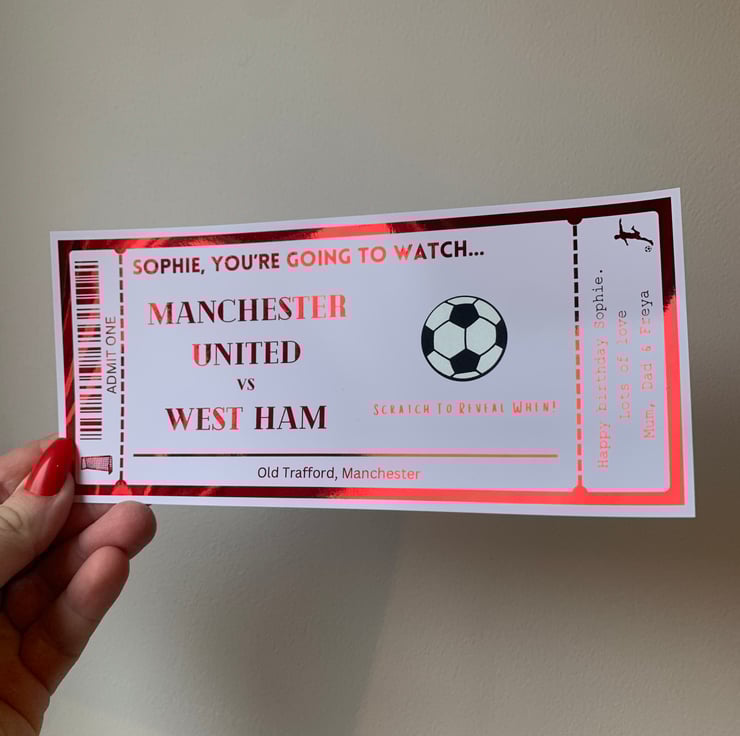 ADMIT ONE
SOPHIE, YOU'RE GOING TO WATCH...
MANCHESTER
UNITED
VS
WEST HAM
SCRATCH TO REVEAL WHEN!
Old Trafford, Manchester
Happy birthday Sophie.
Lots of love
Mum, Dad & Freya